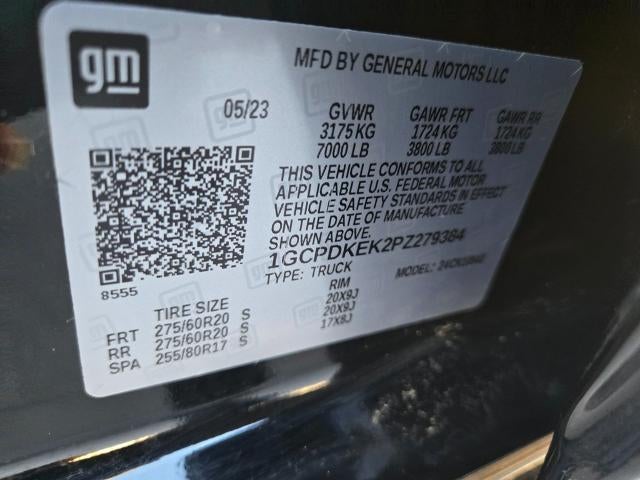 gm
MFD BY GENERAL MOTORS LLC
05/23 GVWR GAWR FRT GAWR RR
3175 KG 1724 KG 1724 KG
7000 LB 3800 LB 3800 LB
THIS VEHICLE CONFORMS TO ALL
APPLICABLE U.S. FEDERAL MOTOR
VEHICLE SAFETY STANDARDS IN EFFECT
ON THE DATE OF MANUFACTURE
SHOWN ABOVE.
1GCPDKEK2PZ279384
TYPE: TRUCK MODEL:
8555
TIRE SIZE RIM
FRT 275/60R20 S 20X9J
RR 275/60R20 S 20X9J
SPA 255/80R17 S 17X8J